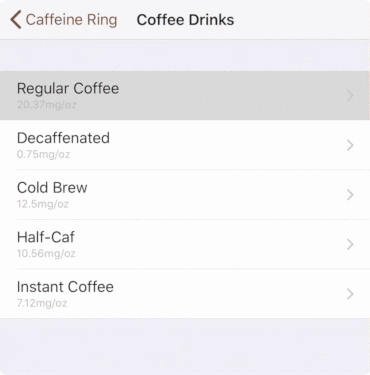 Caffeine Ring
Coffee Drinks
Regular Coffee
20.37mg/oz
Decaffenated
0.75mg/oz
Cold Brew
12.5mg/oz
Half-Caf
10.56mg/oz
Instant Coffee
7.12mg/oz